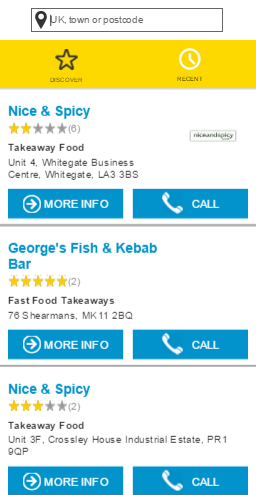 UK, town or postcode
DISCOVER
RECENT
Nice & Spicy
(6)
niceandspicy
Takeaway Food
Unit 4, Whitegate Business
Centre, Whitegate, LA3 3BS
MORE INFO
CALL
George's Fish & Kebab
Bar
(2)
Fast Food Takeaways
76 Shearmans, MK11 2BQ
MORE INFO
CALL
Nice & Spicy
(2)
Takeaway Food
Unit 3F, Crossley House Industrial Estate, PR1
9QP
MORE INFO
CALL